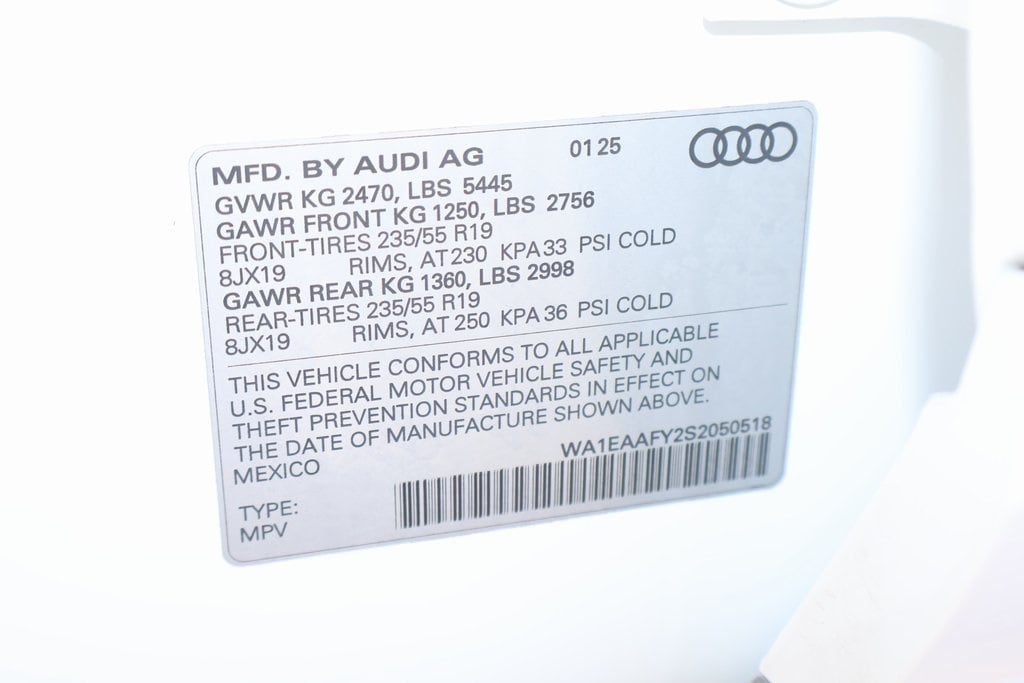 MFD. BY AUDI AG 01 25
GVWR KG 2470, LBS 5445
GAWR FRONT KG 1250, LBS 2756
FRONT-TIRES 235/55 R19
8JX19 RIMS, AT 230 KPA 33 PSI COLD
GAWR REAR KG 1360, LBS 2998
REAR-TIRES 235/55 R19
8JX19 RIMS, AT 250 KPA 36 PSI COLD
THIS VEHICLE CONFORMS TO ALL APPLICABLE
U.S. FEDERAL MOTOR VEHICLE SAFETY AND
THEFT PREVENTION STANDARDS IN EFFECT ON
THE DATE OF MANUFACTURE SHOWN ABOVE.
MEXICO WA1EAAFY2S2050518
TYPE:
MPV